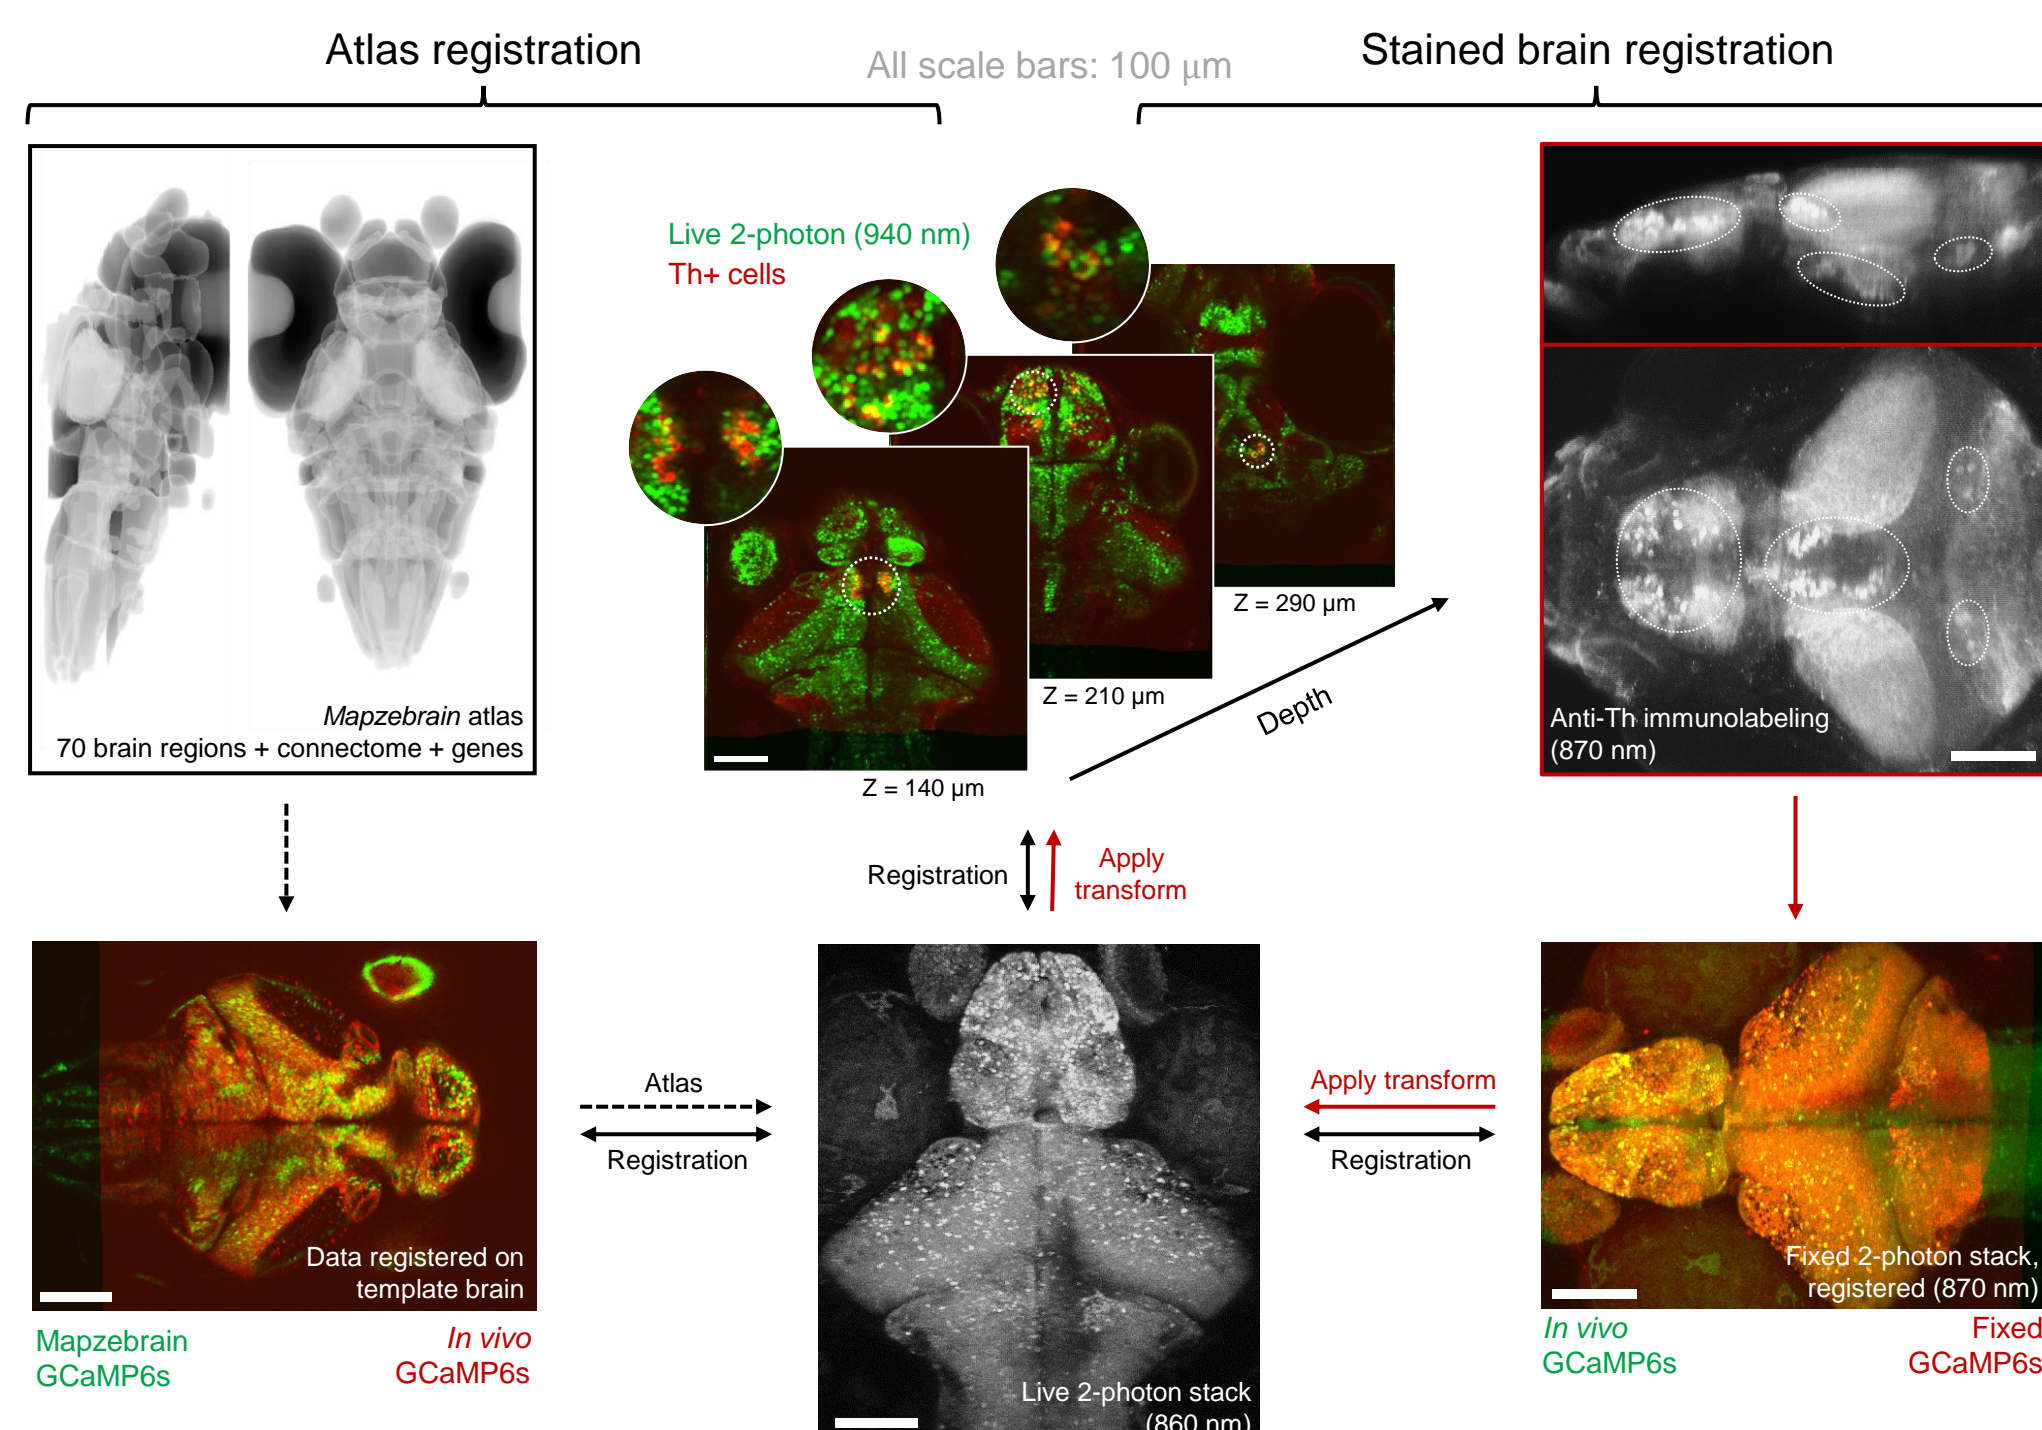 Atlas registration
All scale bars: 100 μm
Stained brain registration
Live 2-photon (940 nm)
Th+ cells
Mapzebrain atlas
70 brain regions + connectome + genes
Z = 290 µm
Z = 210 µm
Z = 140 µm
Depth
Anti-Th immunolabeling
(870 nm)
Registration
Apply
transform
Data registered on
template brain
Mapzebrain
GCaMP6s
In vivo
GCaMP6s
Atlas
Registration
Live 2-photon stack
(860 nm)
Apply transform
Registration
Fixed 2-photon stack,
registered (870 nm)
In vivo
GCaMP6s
Fixed
GCaMP6s